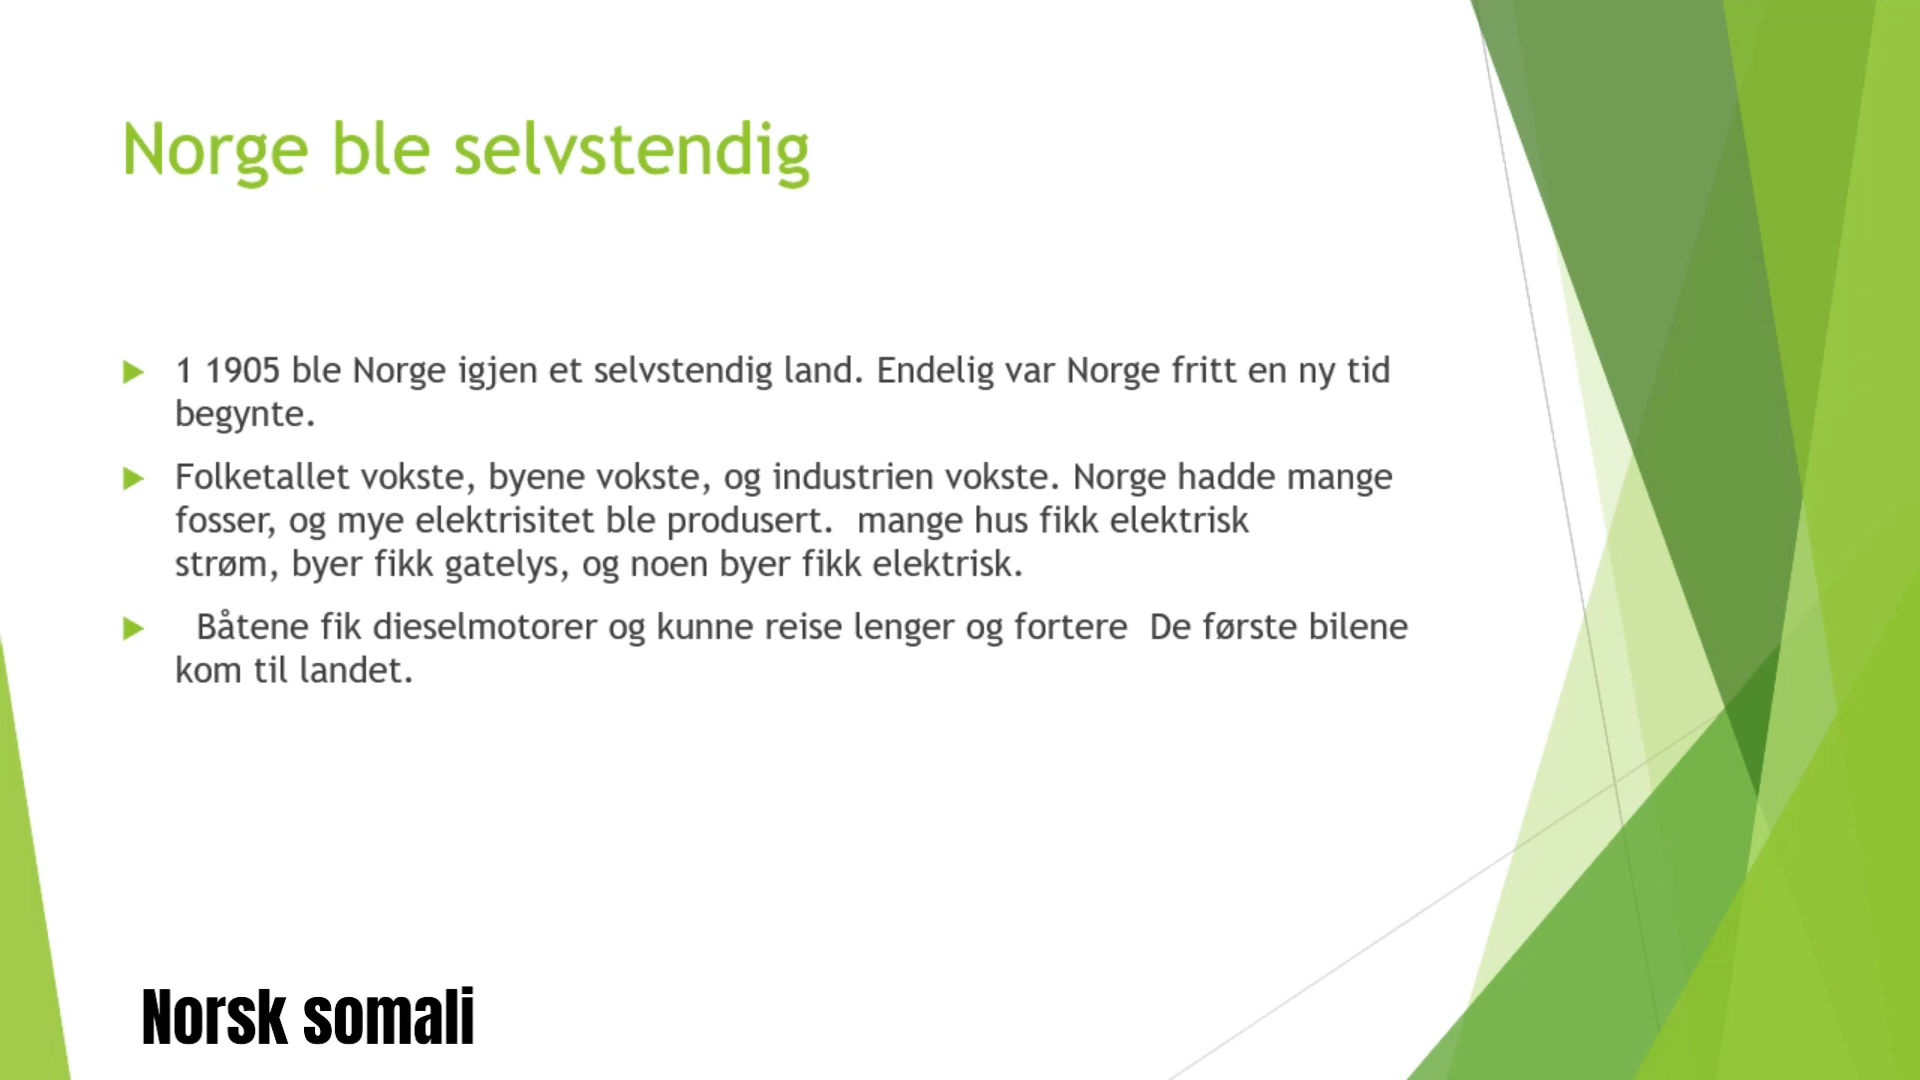 Norge ble selvstendig
1 1905 ble Norge igjen et selvstendig land. Endelig var Norge fritt en ny tid
begynte.
Folketallet vokste, byene vokste, og industrien vokste. Norge hadde mange
fosser, og mye elektrisitet ble produsert.  mange hus fikk elektrisk
strøm, byer fikk gatelys, og noen byer fikk elektrisk.
Båtene fik dieselmotorer og kunne reise lenger og fortere  De første bilene
kom til landet.
Norsk somali